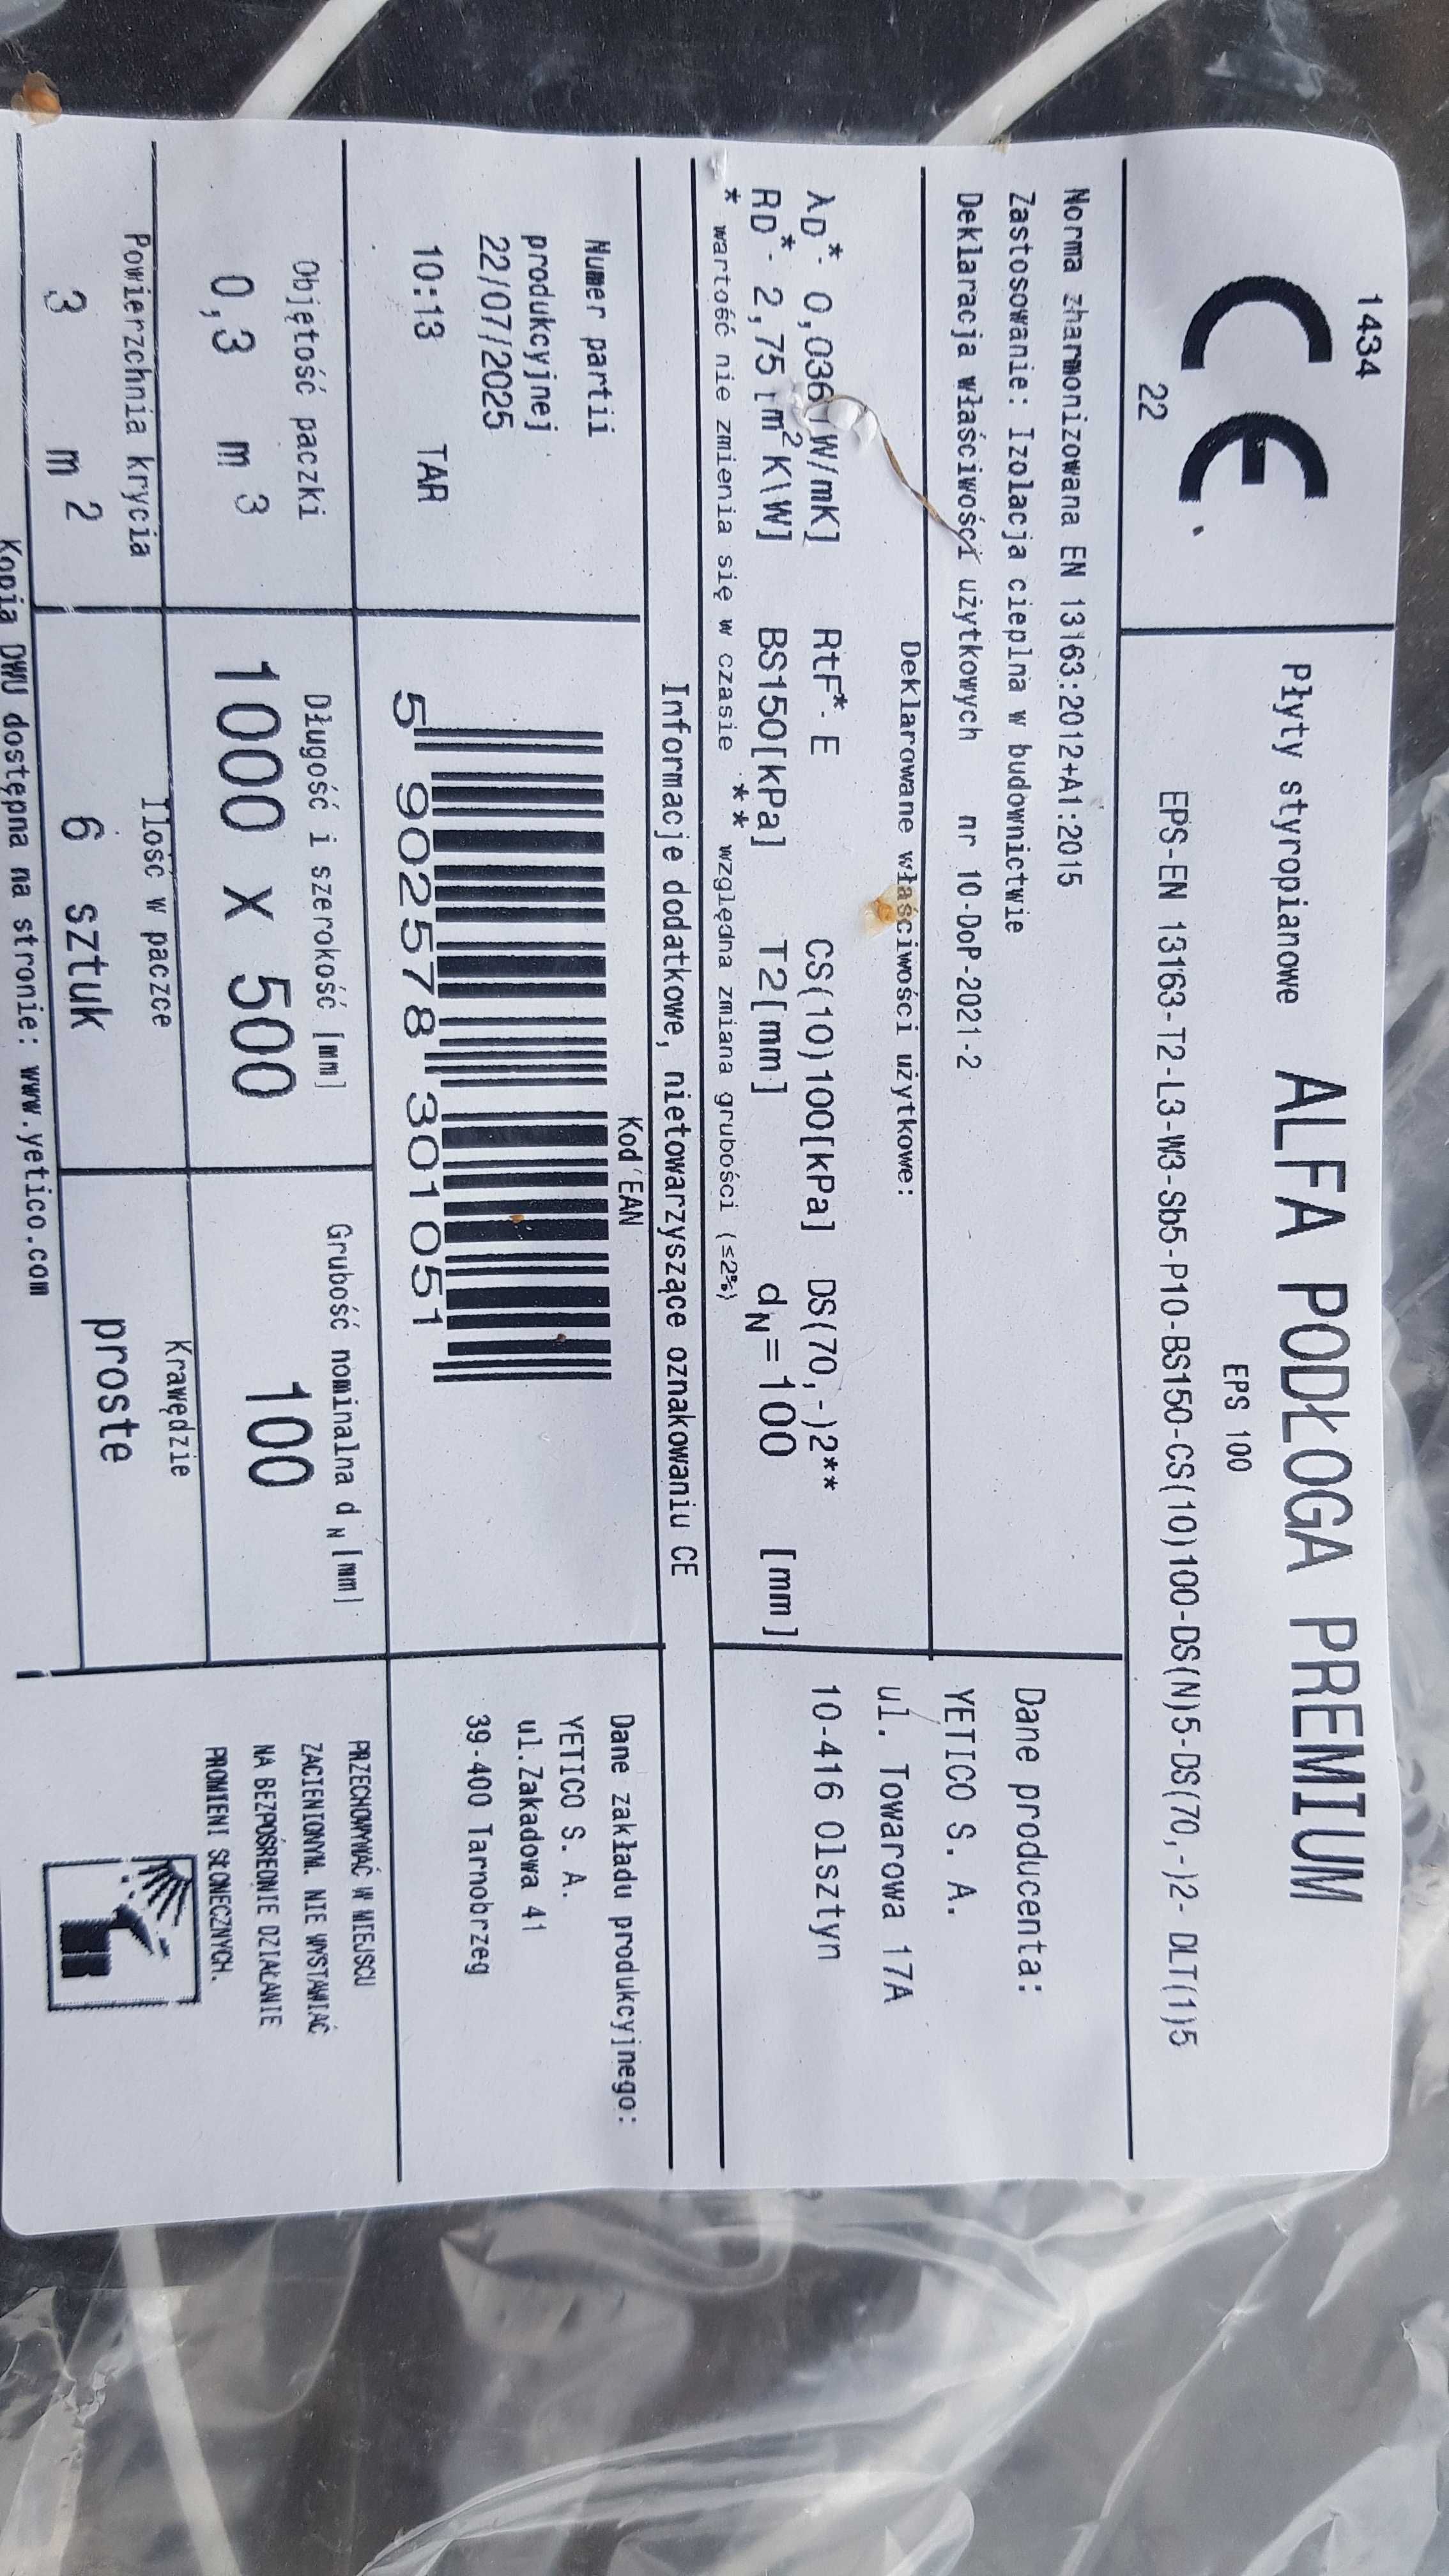 1434
CE
22
Płyty styropianowe ALFA PODŁOGA PREMIUM
EPS 100
EPS-EN 13163-T2-L3-W3-Sb5-P10-BS150-CS(10)100-DS(N)5-DS(70,-)2- DLT(1)5
Norma zharmonizowana EN 13163:2012+A1:2015
Zastosowanie: Izolacja cieplna w budownictwie
Deklaracja właściwości użytkowych nr 10-DoP-2021-2
Dane producenta:
YETICO S. A.
ul. Towarowa 17A
10-416 Olsztyn
Deklarowane właściwości użytkowe:
λD*- 0,036[W/mK] RtF*- E CS(10)100[kPa] DS(70,-)2**
RD*- 2,75[m²K\W] BS150[kPa] T2[mm] dN=100 [mm]
* wartość nie zmienia się w czasie ** względna zmiana grubości (≤2%)
Informacje dodatkowe, nietowarzyszące oznakowaniu CE
Numer partii
produkcyjnej
22/07/2025
10:13 TAR
Kod EAN
5 902578 301051
Dane zakładu produkcyjnego:
YETICO S. A.
ul.Zakadowa 41
39-400 Tarnobrzeg
Objętość paczki
0,3 m³
Długość i szerokość [mm]
1000 x 500
Grubość nominalna dN [mm]
100
Powierzchnia krycia
3 m²
Ilość w paczce
6 sztuk
Krawędzie
proste
PRZECHOWYWAĆ W MIEJSCU
ZACIENIONYM. NIE WYSTAWIAĆ
NA BEZPOŚREDNIE DZIAŁANIE
PROMIENI SŁONECZNYCH.
Kopia DWU dostępna na stronie: www.yetico.com